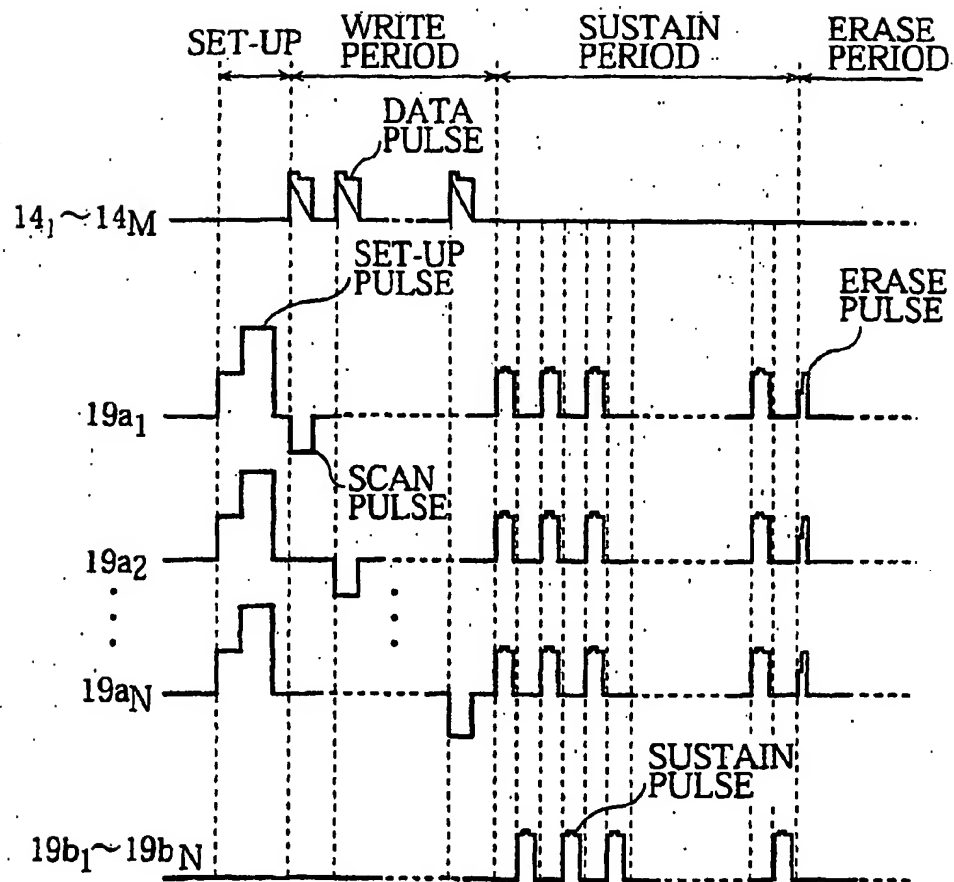 SET-UP
WRITE
PERIOD
SUSTAIN
PERIOD
ERASE
PERIOD
DATA
PULSE
14₁~14M
SET-UP
PULSE
ERASE
PULSE
19a₁
SCAN
PULSE
19a₂
19aN
SUSTAIN
PULSE
19b₁~19bN